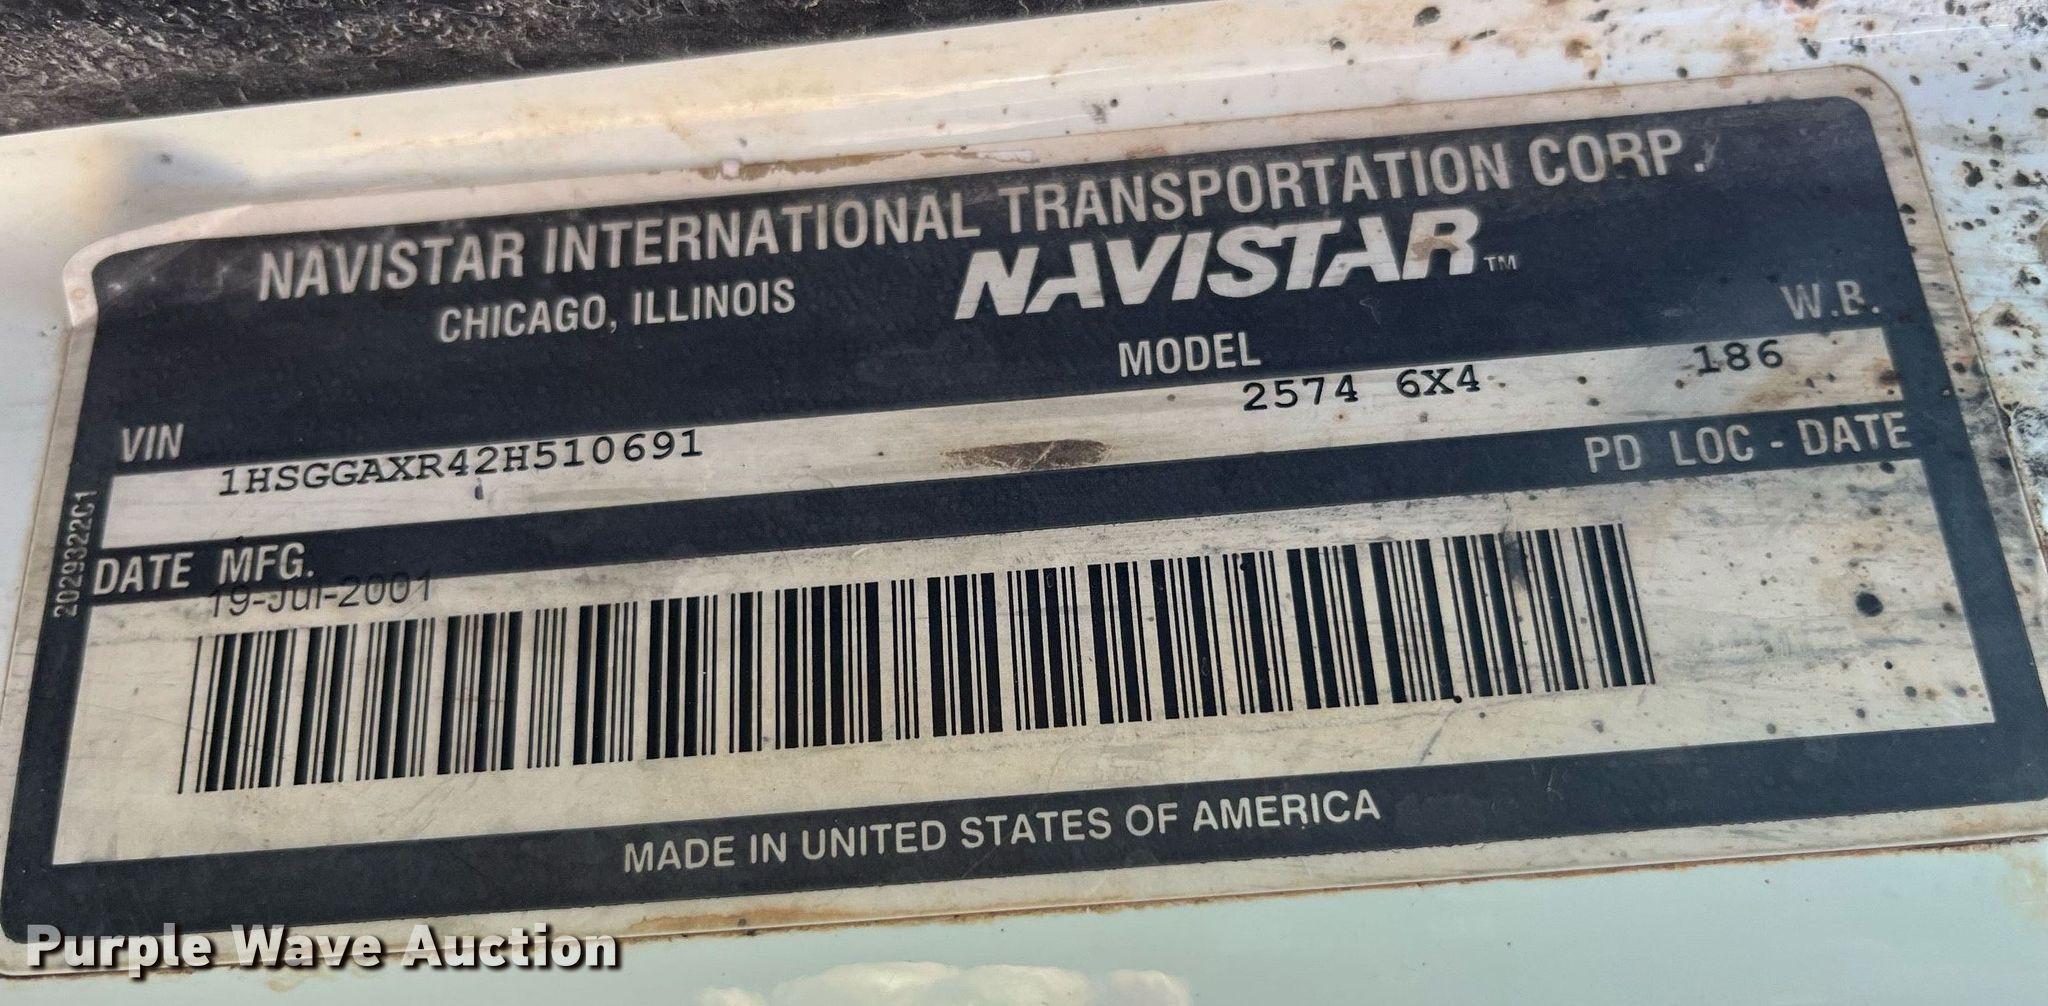 NAVISTAR INTERNATIONAL TRANSPORTATION CORP.
CHICAGO, ILLINOIS
NAVISTAR™
VIN
MODEL
W.B.
1HSGGAXR42H510691
2574 6X4
186
PD LOC - DATE
DATE MFG.
19-Jul-2001
2029322C1
MADE IN UNITED STATES OF AMERICA
Purple Wave Auction